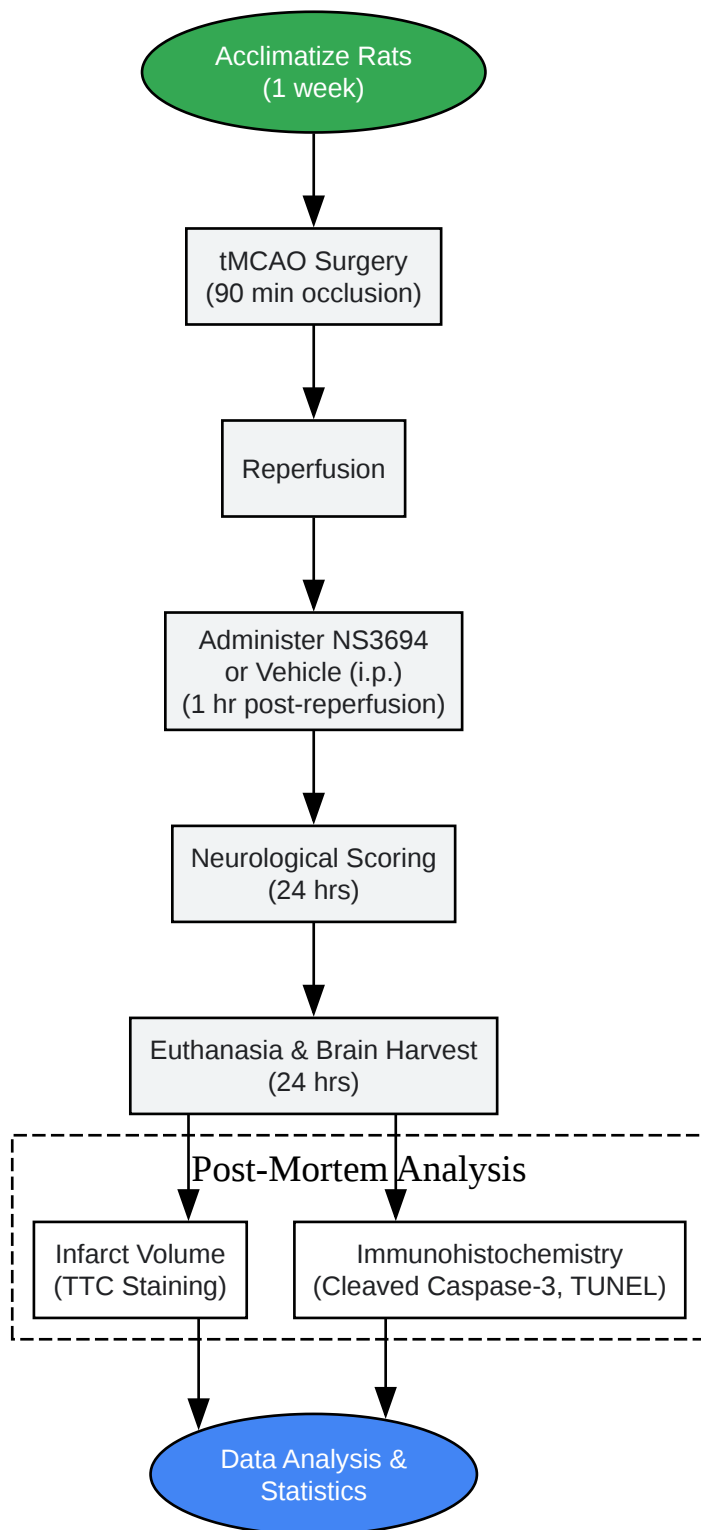 Acclimatize Rats
(1 week)
tMCAO Surgery
(90 min occlusion)
Reperfusion
Administer NS3694
or Vehicle (i.p.)
(1 hr post-reperfusion)
Neurological Scoring
(24 hrs)
Euthanasia & Brain Harvest
(24 hrs)
Post-Mortem Analysis
Infarct Volume
(TTC Staining)
Immunohistochemistry
(Cleaved Caspase-3, TUNEL)
Data Analysis &
Statistics